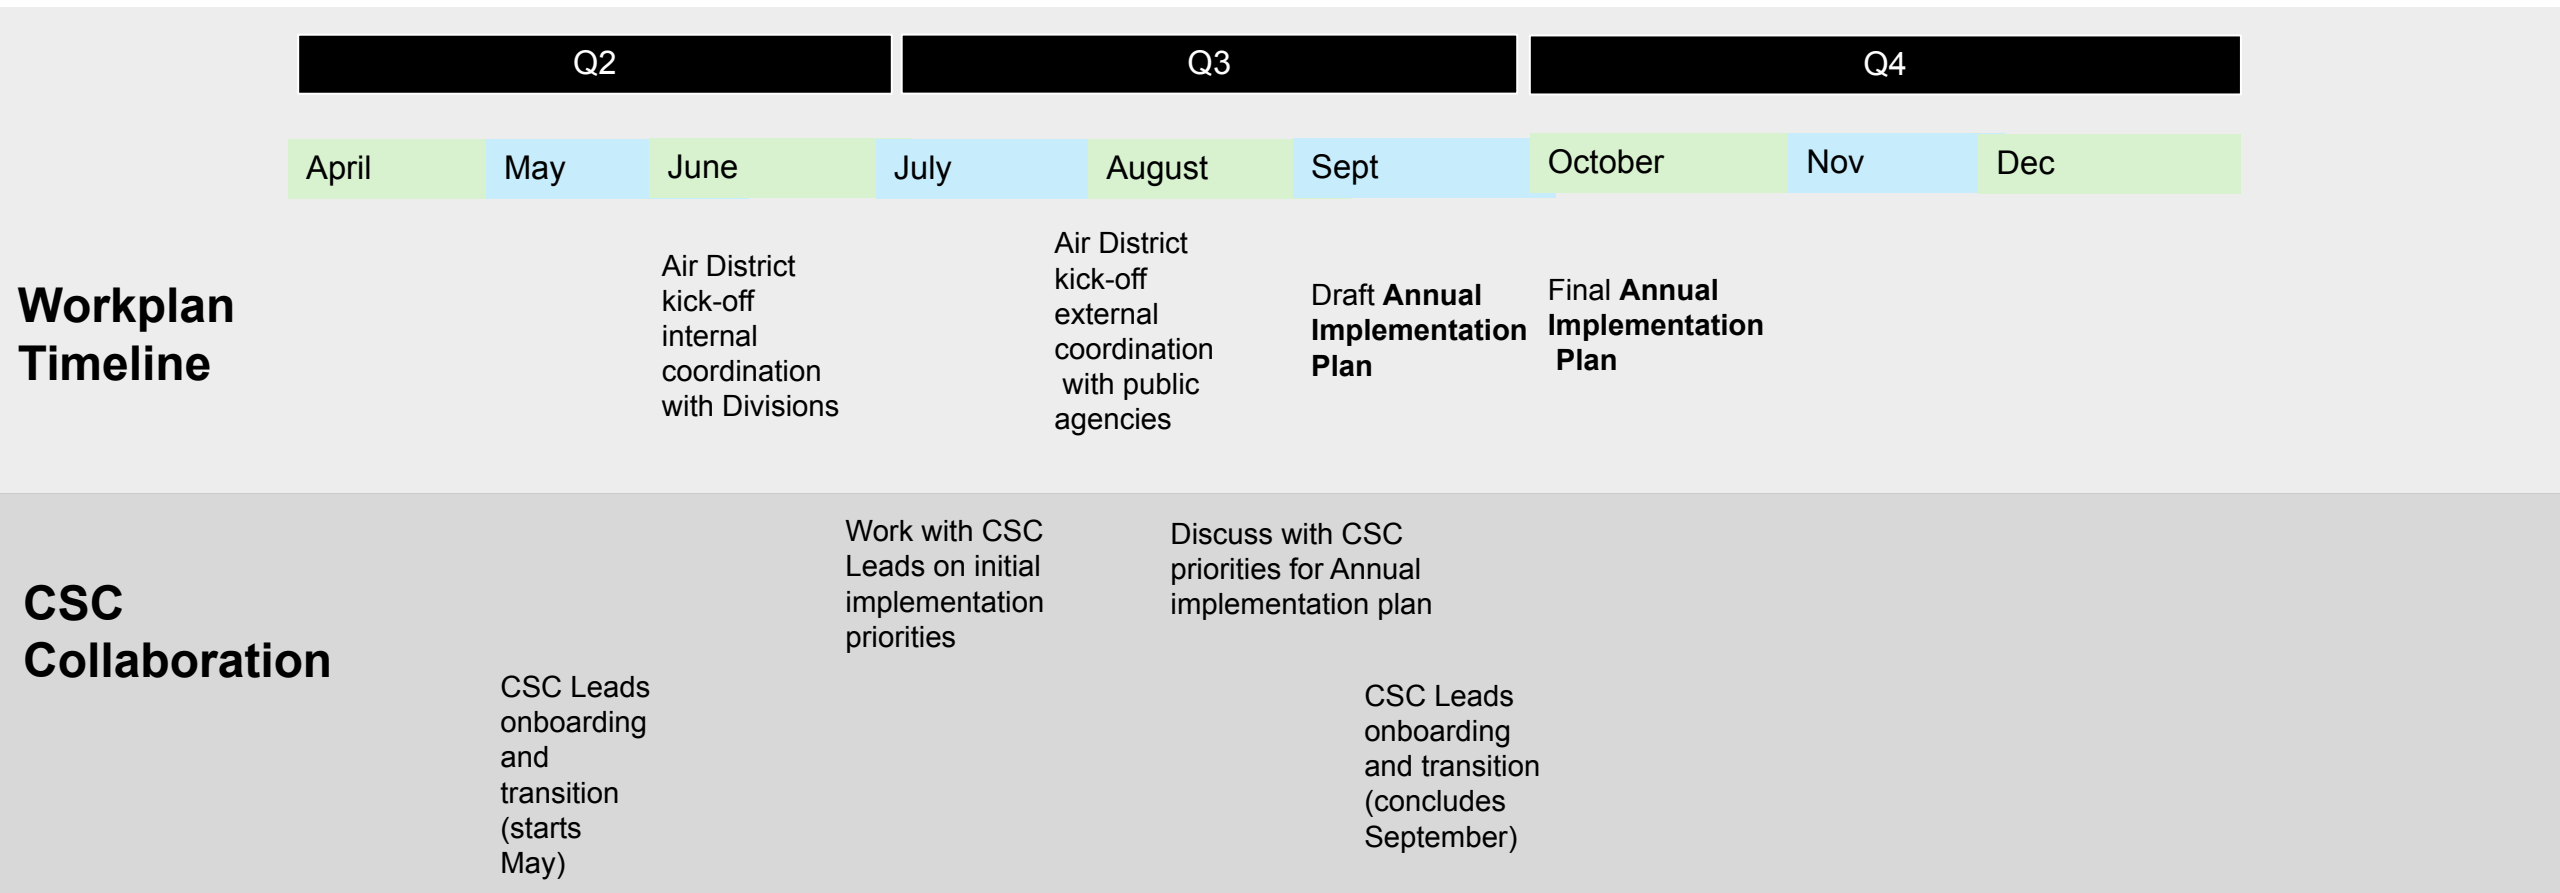 Q2
Q3
Q4
April
May
June
July
August
Sept
October
Nov
Dec
Workplan
Timeline
Air District
kick-off
internal
coordination
with Divisions
Air District
kick-off
external
coordination
with public
agencies
Draft Annual
Implementation
Plan
Final Annual
Implementation
Plan
CSC
Collaboration
CSC Leads
onboarding
and
transition
(starts
May)
Work with CSC
Leads on initial
implementation
priorities
Discuss with CSC
priorities for Annual
implementation plan
CSC Leads
onboarding
and transition
(concludes
September)